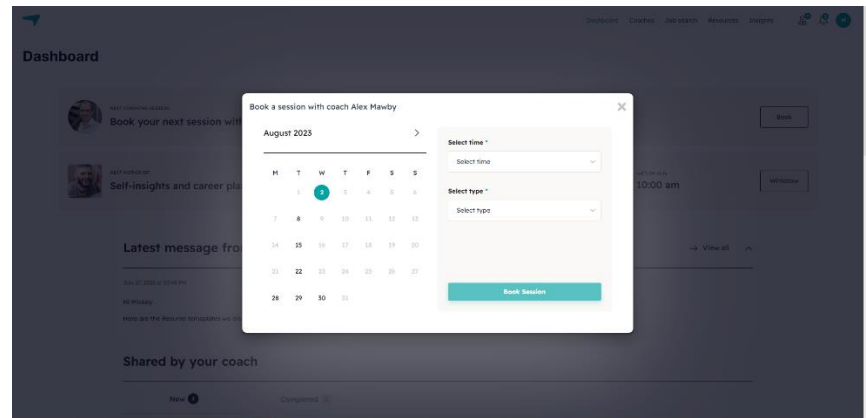 Dashboard Coaches Job search Resources Insights
Dashboard
Book a session with coach Alex Mawby
NEXT COACHING SESSION
Book your next session with
Book
August 2023
Select time *
Select time
M T W T F S S
Self-insights and career pla
10:00 am
1 2 3 4 5 6
Select type *
Select type
7 8 9 10 11 12 13
14 15 16 17 18 19 20
Latest message fro
View all
21 22 23 24 25 26 27
Book Session
28 29 30 31
Shared by your coach
New
Completed